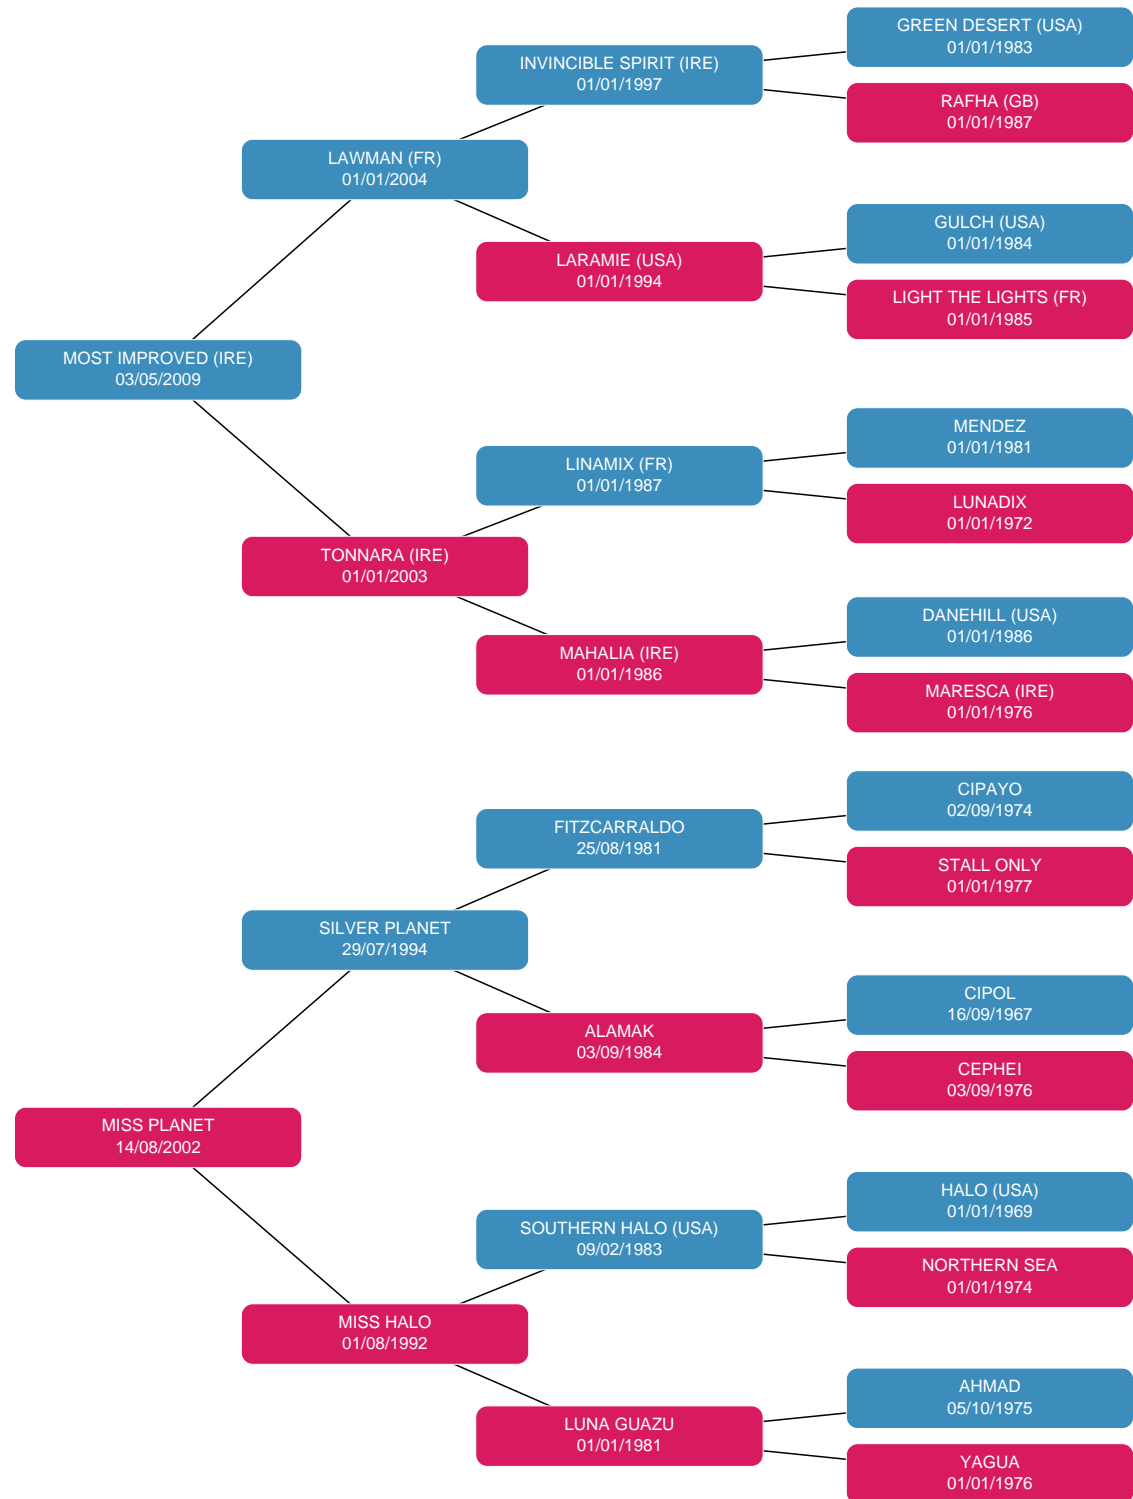 GREEN DESERT (USA)
01/01/1983
INVINCIBLE SPIRIT (IRE)
01/01/1997
RAFHA (GB)
01/01/1987
LAWMAN (FR)
01/01/2004
GULCH (USA)
01/01/1984
LARAMIE (USA)
01/01/1994
LIGHT THE LIGHTS (FR)
01/01/1985
MOST IMPROVED (IRE)
03/05/2009
MENDEZ
01/01/1981
LINAMIX (FR)
01/01/1987
LUNADIX
01/01/1972
TONNARA (IRE)
01/01/2003
DANEHILL (USA)
01/01/1986
MAHALIA (IRE)
01/01/1986
MARESCA (IRE)
01/01/1976
CIPAYO
02/09/1974
FITZCARRALDO
25/08/1981
STALL ONLY
01/01/1977
SILVER PLANET
29/07/1994
CIPOL
16/09/1967
ALAMAK
03/09/1984
CEPHEI
03/09/1976
MISS PLANET
14/08/2002
HALO (USA)
01/01/1969
SOUTHERN HALO (USA)
09/02/1983
NORTHERN SEA
01/01/1974
MISS HALO
01/08/1992
AHMAD
05/10/1975
LUNA GUAZU
01/01/1981
YAGUA
01/01/1976